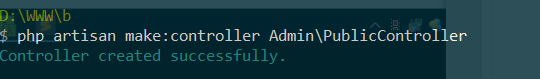 D:\WWW\b
$ php artisan make:controller Admin\PublicController
Controller created successfully.